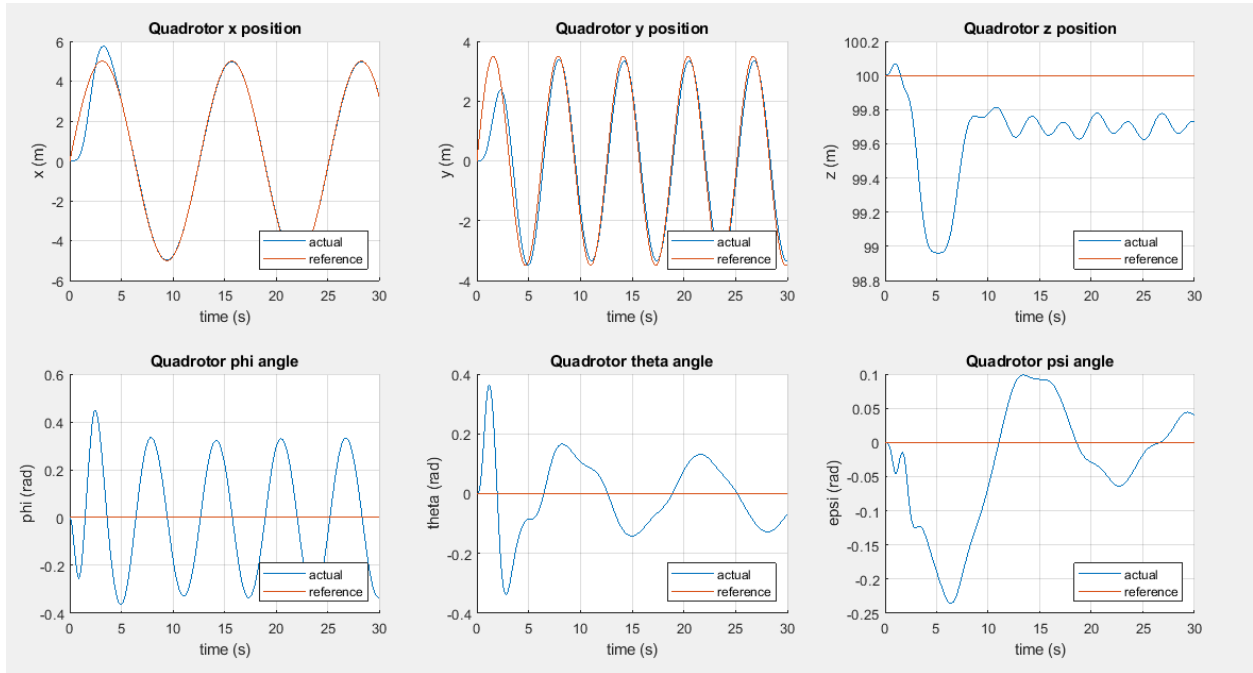 Quadrotor x position
6
4
2
0
-2
-4
-6
x (m)
actual
reference
0 5 10 15 20 25 30
time (s)
Quadrotor y position
4
2
0
-2
-4
y (m)
actual
reference
0 5 10 15 20 25 30
time (s)
Quadrotor z position
100.2
100
99.8
99.6
99.4
99.2
99
98.8
z (m)
actual
reference
0 5 10 15 20 25 30
time (s)
Quadrotor phi angle
0.6
0.4
0.2
0
-0.2
-0.4
phi (rad)
actual
reference
0 5 10 15 20 25 30
time (s)
Quadrotor theta angle
0.4
0.2
0
-0.2
-0.4
theta (rad)
actual
reference
0 5 10 15 20 25 30
time (s)
Quadrotor psi angle
0.1
0.05
0
-0.05
-0.1
-0.15
-0.2
-0.25
epsi (rad)
actual
reference
0 5 10 15 20 25 30
time (s)